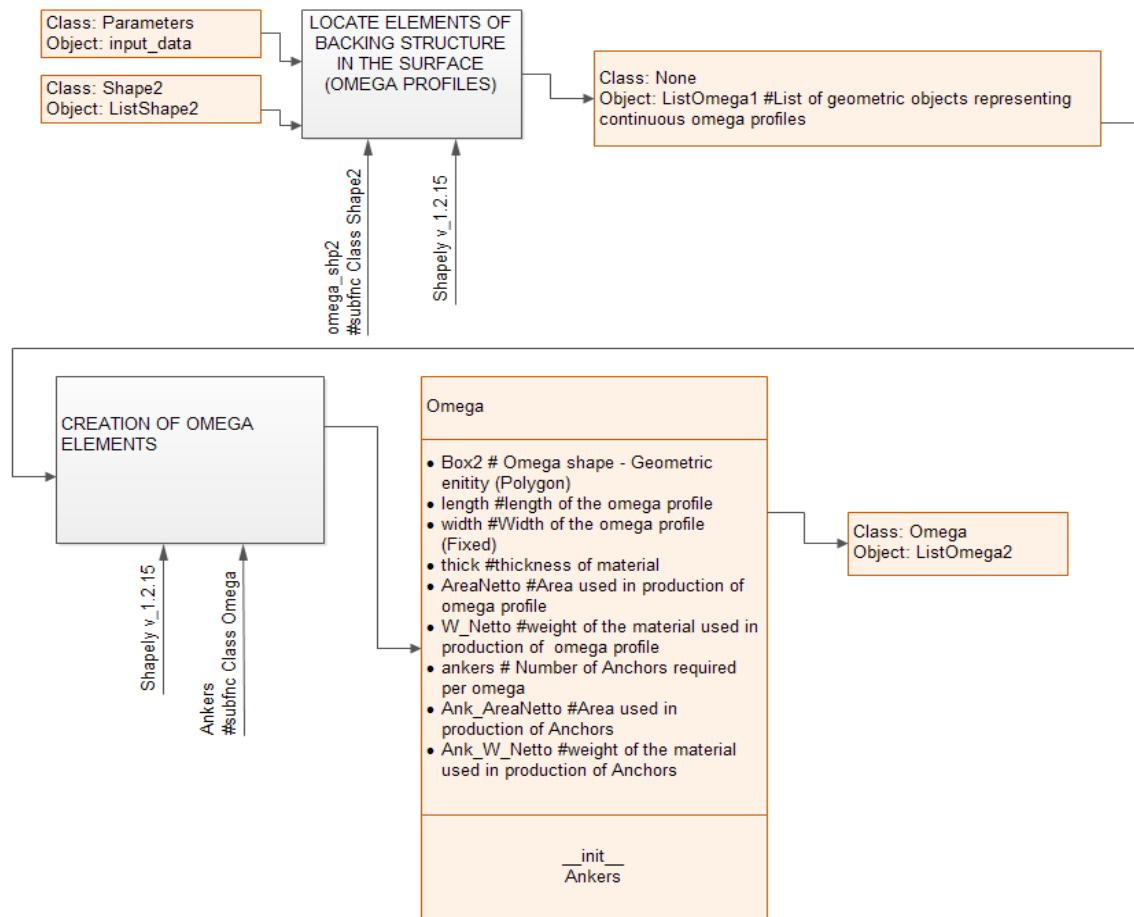 Class: Parameters
Object: input_data
Class: Shape2
Object: ListShape2
LOCATE ELEMENTS OF
BACKING STRUCTURE
IN THE SURFACE
(OMEGA PROFILES)
Class: None
Object: ListOmega1 #List of geometric objects representing
continuous omega profiles
omega_shp2
#subfnc Class Shape2
Shapely v_1.2.15
CREATION OF OMEGA
ELEMENTS
Shapely v_1.2.15
Ankers
#subfnc Class Omega
Omega
• Box2 # Omega shape - Geometric
enitity (Polygon)
• length #length of the omega profile
• width #Width of the omega profile
(Fixed)
• thick #thickness of material
• AreaNetto #Area used in production of
omega profile
• W_Netto #weight of the material used in
production of  omega profile
• ankers # Number of Anchors required
per omega
• Ank_AreaNetto #Area used in
production of Anchors
• Ank_W_Netto #weight of the material
used in production of Anchors
__init__
Ankers
Class: Omega
Object: ListOmega2